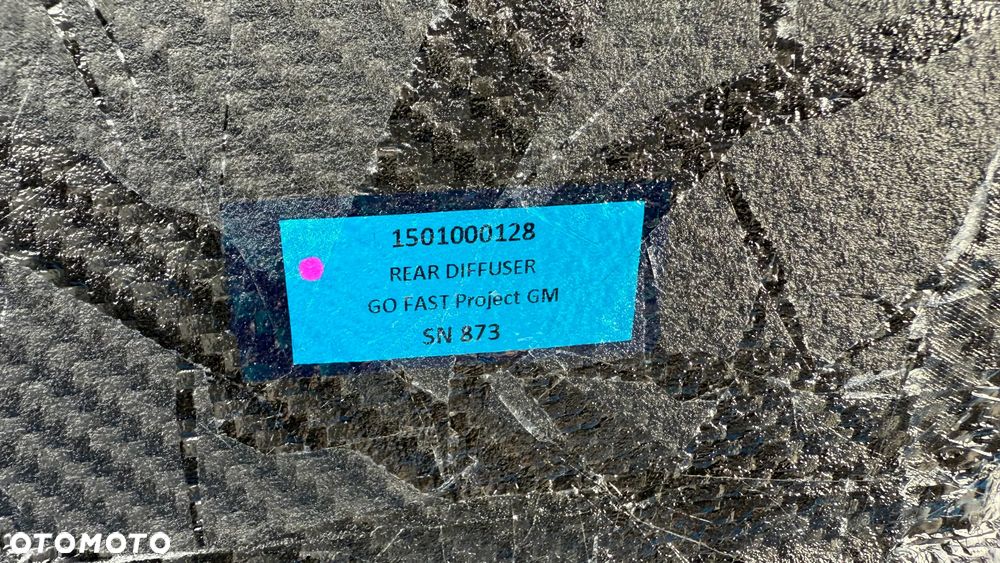 1501000128
REAR DIFFUSER
GO FAST Project GM
SN 873
OTOMOTO